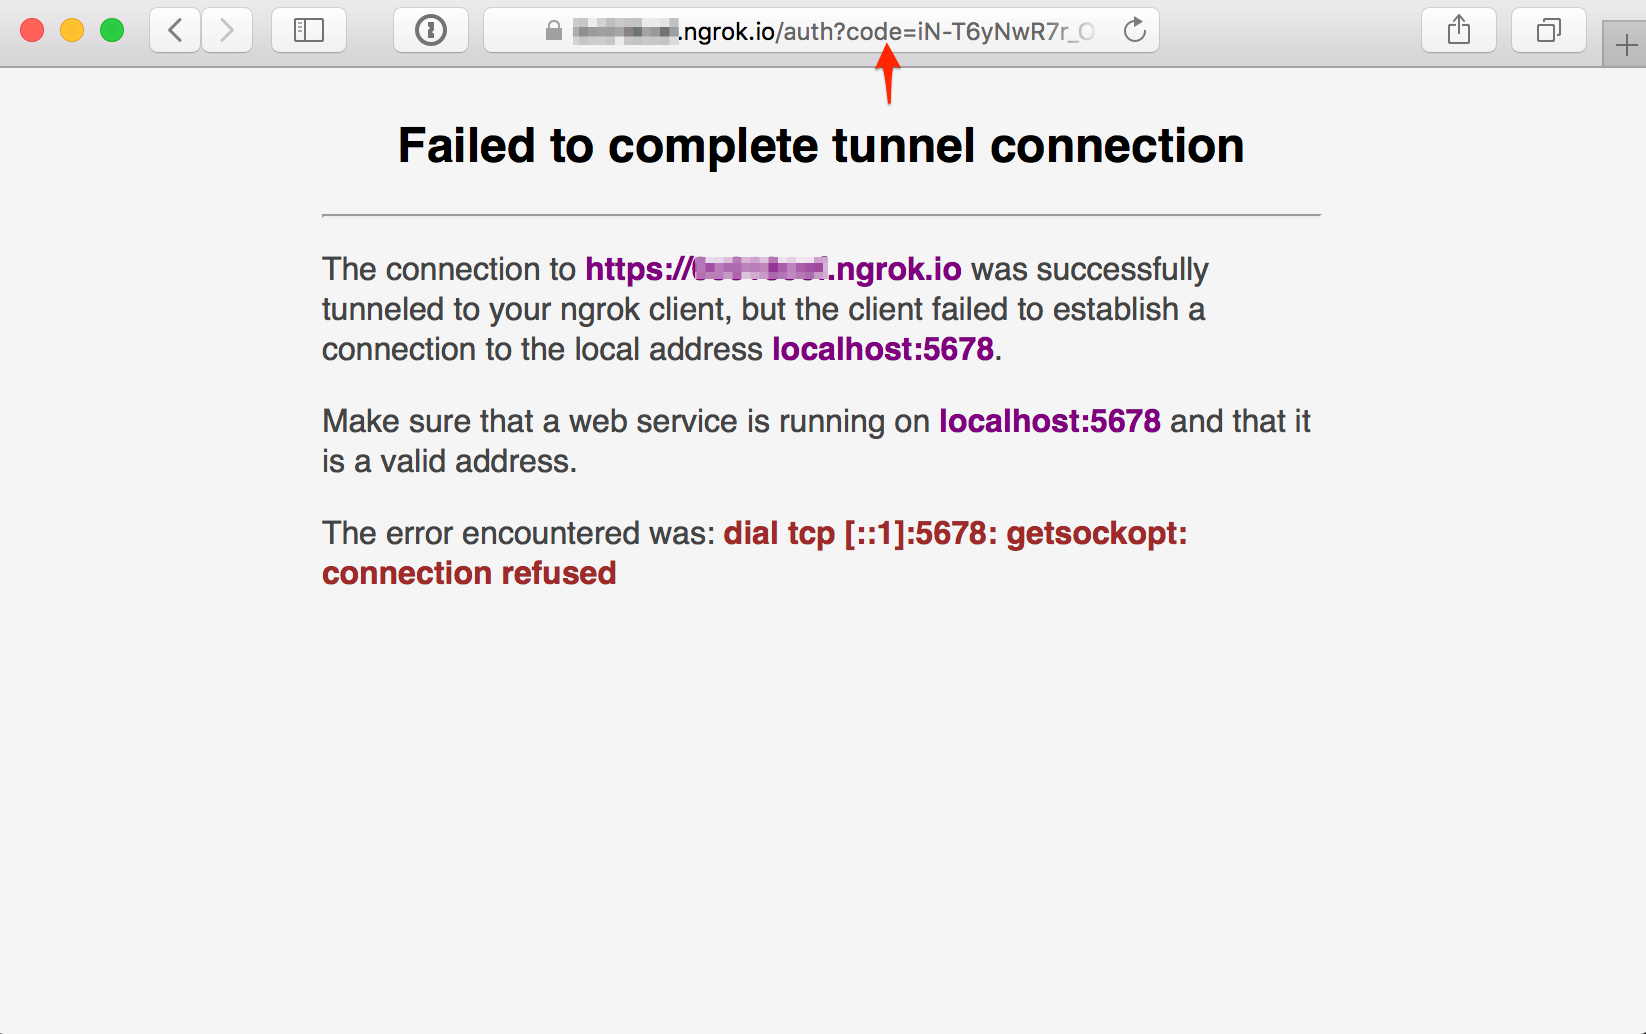 .ngrok.io/auth?code=iN-T6yNwR7r_O
Failed to complete tunnel connection
The connection to https:// .ngrok.io was successfully
tunneled to your ngrok client, but the client failed to establish a
connection to the local address localhost:5678.
Make sure that a web service is running on localhost:5678 and that it
is a valid address.
The error encountered was: dial tcp [::1]:5678: getsockopt:
connection refused